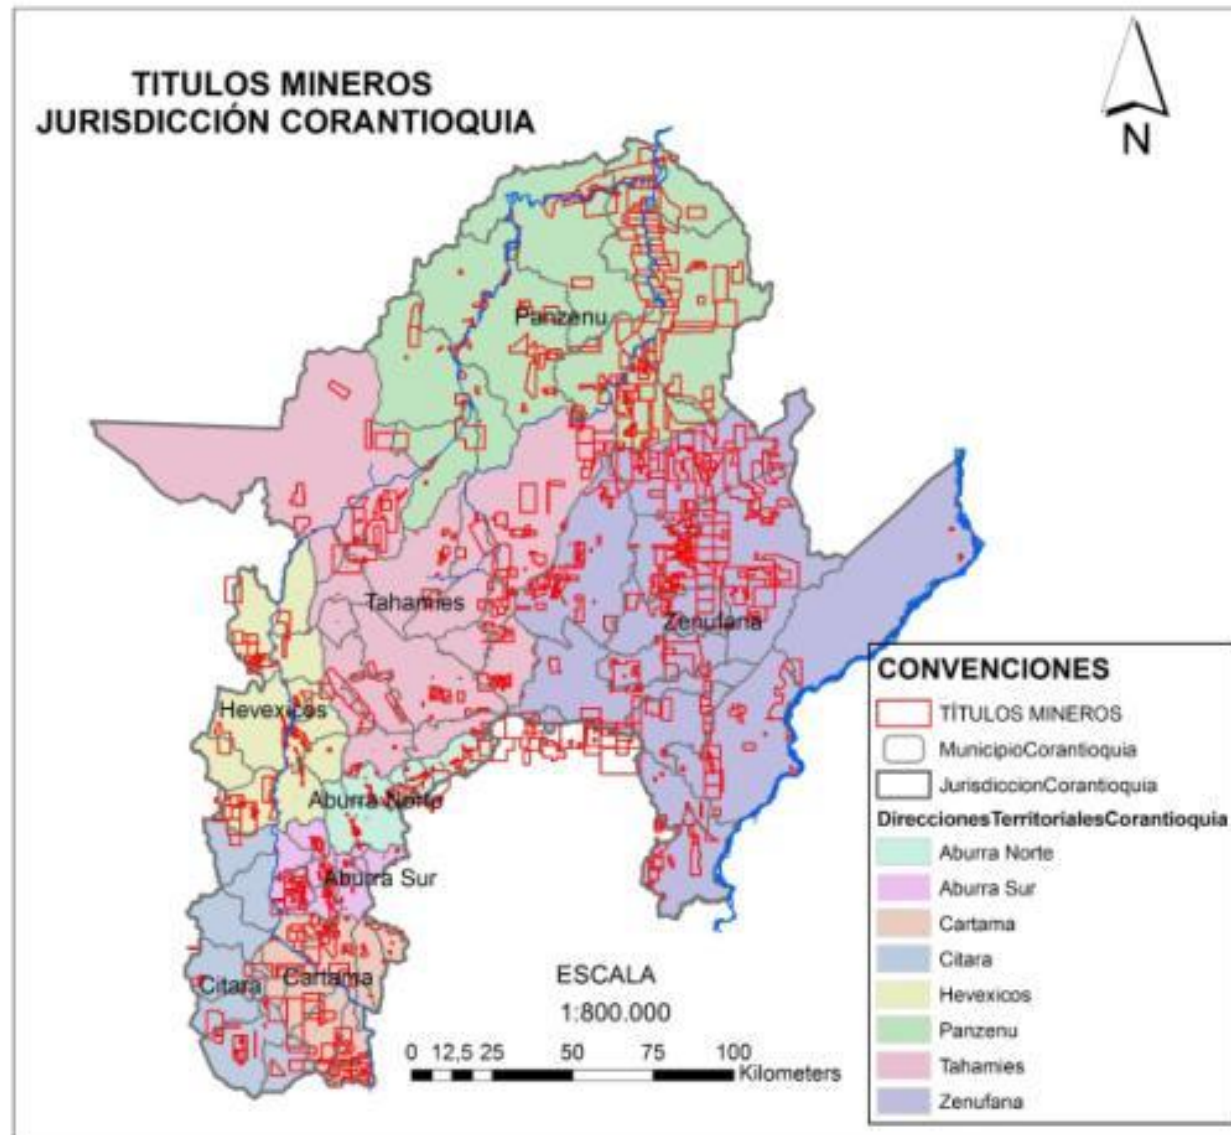 TITULOS MINEROS
JURISDICCIÓN CORANTIOQUIA
N
Panzenu
Tahamies
Zenufana
Hevexicos
Aburra Norte
Aburra Sur
Citara
Cartama
ESCALA
1:800.000
0 12,5 25 50 75 100
Kilometers
CONVENCIONES
TÍTULOS MINEROS
MunicipioCorantioquia
JurisdiccionCorantioquia
DireccionesTerritorialesCorantioquia
Aburra Norte
Aburra Sur
Cartama
Citara
Hevexicos
Panzenu
Tahamies
Zenufana